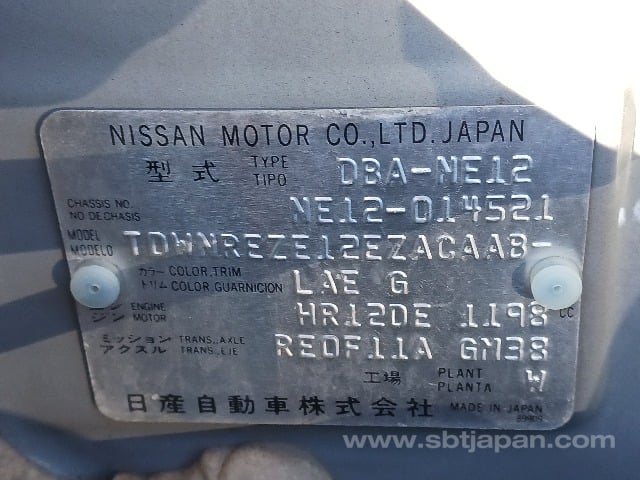 NISSAN MOTOR CO.,LTD. JAPAN
型式 TYPE TIPO DBA-NE12
CHASSIS NO. NO DE CHASIS NE12-014521
MODEL MODELO TDWNREZE12EZACAAB-
カラー COLOR,TRIM
トリム COLOR,GUARNICION LAE G
エンジン ENGINE MOTOR HR12DE 1198 CC
ミッション TRANS.,AXLE
アクスル TRANS.,EJE RE0F11A GM38
工場 PLANT PLANTA W
日産自動車株式会社 MADE IN JAPAN
www.sbtjapan.com